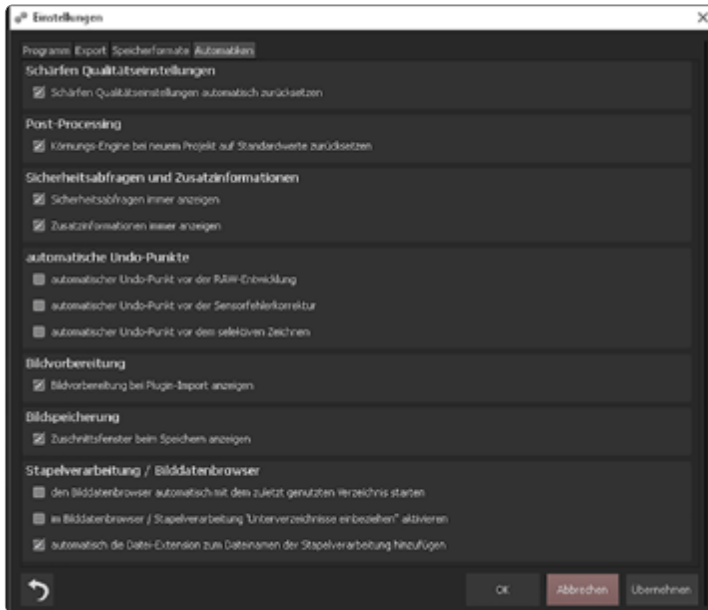 Einstellungen
Programm Export Speicherformate Automatiken
Schärfen Qualitätseinstellungen
Schärfen Qualitätseinstellungen automatisch zurücksetzen
Post-Processing
Körnungs-Engine bei neuem Projekt auf Standardwerte zurücksetzen
Sicherheitsabfragen und Zusatzinformationen
Sicherheitsabfragen immer anzeigen
Zusatzinformationen immer anzeigen
automatische Undo-Punkte
automatischer Undo-Punkt vor der RAW-Entwicklung
automatischer Undo-Punkt vor der Sensorfehlerkorrektur
automatischer Undo-Punkt vor dem selektiven Zeichnen
Bildvorbereitung
Bildvorbereitung bei Plugin-Import anzeigen
Bildspeicherung
Zuschnittsfenster beim Speichern anzeigen
Stapelverarbeitung / Bilddatenbrowser
den Bilddatenbrowser automatisch mit dem zuletzt genutzten Verzeichnis starten
im Bilddatenbrowser / Stapelverarbeitung "Unterverzeichnisse einbeziehen" aktivieren
automatisch die Datei-Extension zum Dateinamen der Stapelverarbeitung hinzufügen
OK Abbrechen Übernehmen